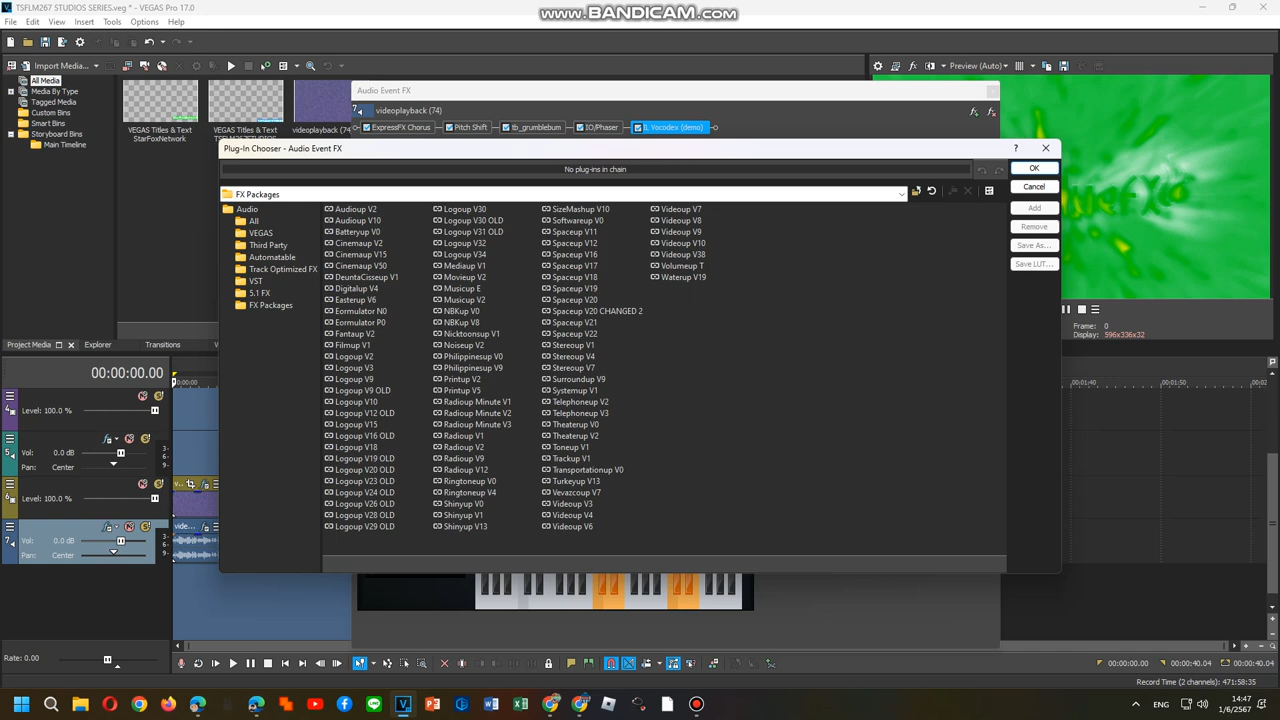 TSFLM267 STUDIOS SERIES.veg * - VEGAS Pro 17.0
www.BANDICAM.com
File Edit View Insert Tools Options Help
Import Media...
Preview (Auto)
All Media
Media By Type
Tagged Media
Custom Bins
Smart Bins
Storyboard Bins
Main Timeline
VEGAS Titles & Text
StarFoxNetwork
VEGAS Titles & Text
videoplayback (74)
Audio Event FX
videoplayback (74)
ExpressFX Chorus
Pitch Shift
tb_grumblebum
IO/Phaser
IL Vocodex (demo)
Plug-In Chooser - Audio Event FX
No plug-ins in chain
OK
Cancel
Add
Remove
Save As...
Save LUT...
FX Packages
Audio
All
VEGAS
Third Party
Automatable
Track Optimized FX
VST
5.1 FX
FX Packages
Audioup V2
Audioup V10
Batteryup V0
Cinemaup V2
Cinemaup V15
Cinemaup V50
DermaCisseup V1
Digitalup V4
Easterup V6
Eormulator N0
Eormulator P0
Fantaup V2
Filmup V1
Logoup V2
Logoup V3
Logoup V9
Logoup V9 OLD
Logoup V10
Logoup V12 OLD
Logoup V15
Logoup V16 OLD
Logoup V18
Logoup V19 OLD
Logoup V20 OLD
Logoup V23 OLD
Logoup V24 OLD
Logoup V26 OLD
Logoup V28 OLD
Logoup V29 OLD
Logoup V30
Logoup V30 OLD
Logoup V31 OLD
Logoup V32
Logoup V34
Mediaup V1
Movieup V2
Musicup E
Musicup V2
NBKup V0
NBKup V8
Nicktoonsup V1
Noiseup V2
Philippinesup V0
Philippinesup V9
Printup V2
Printup V5
Radioup Minute V1
Radioup Minute V2
Radioup Minute V3
Radioup V1
Radioup V2
Radioup V9
Radioup V12
Ringtoneup V0
Ringtoneup V4
Shinyup V0
Shinyup V1
Shinyup V13
SizeMashup V10
Softwareup V0
Spaceup V11
Spaceup V12
Spaceup V16
Spaceup V17
Spaceup V18
Spaceup V19
Spaceup V20
Spaceup V20 CHANGED 2
Spaceup V21
Spaceup V22
Stereoup V1
Stereoup V4
Stereoup V7
Surroundup V9
Systemup V1
Telephoneup V2
Telephoneup V3
Theaterup V0
Theaterup V2
Toneup V1
Trackup V1
Transportationup V0
Turkeyup V13
Vevazcoup V7
Videoup V3
Videoup V4
Videoup V6
Videoup V7
Videoup V8
Videoup V9
Videoup V10
Videoup V38
Volumeup T
Waterup V19
Frame: 0
Display: 596x336x32
Project Media
Explorer
Transitions
00:00:00.00
00:01:40
00:01:50
4
Level: 100.0 %
5
Vol: 0.0 dB
Pan: Center
3-
6-
9-
6
Level: 100.0 %
7
Vol: 0.0 dB
Pan: Center
3-
6-
9-
Rate: 0.00
00:00:00.00
00:00:40.04
00:00:40.04
Record Time (2 channels): 471:58:35
ENG
14:47
1/6/2567